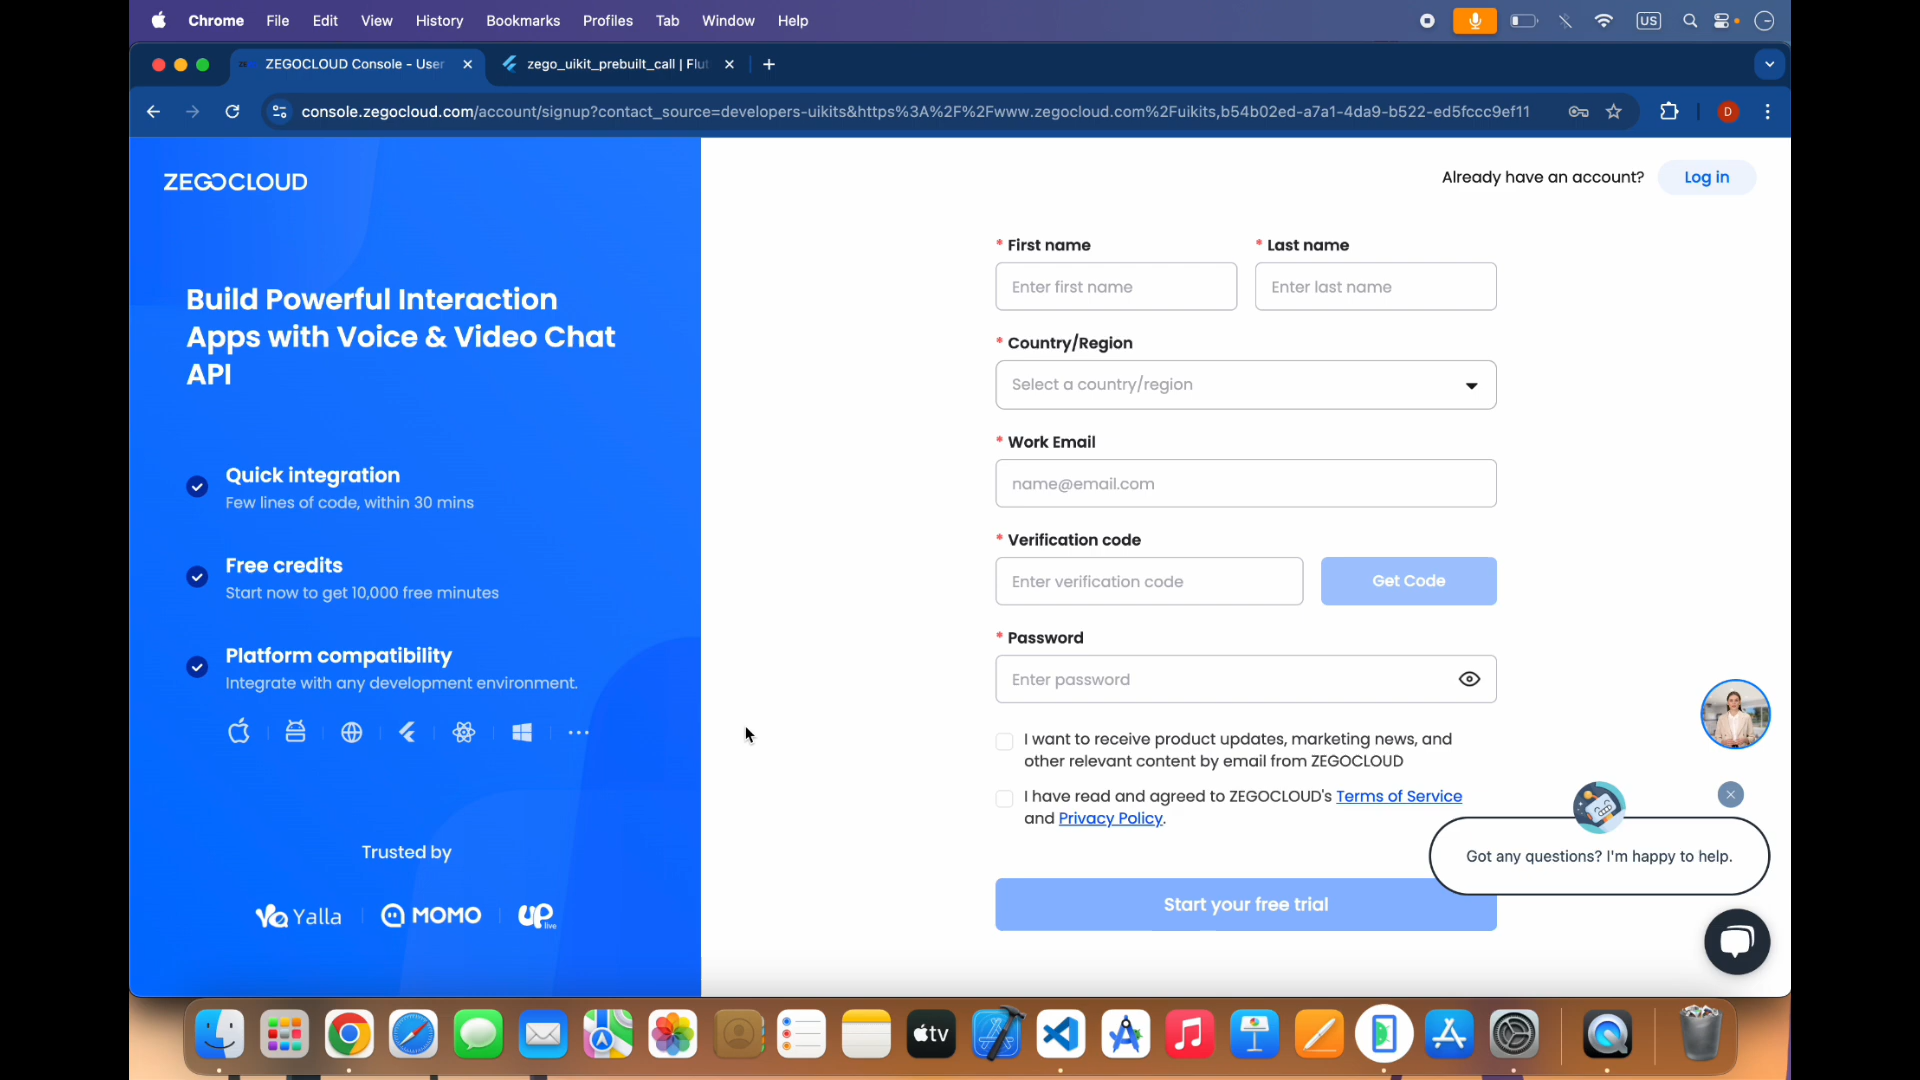 Chrome File Edit View History Bookmarks Profiles Tab Window Help
US
ZEGOCLOUD Console - User
zego_uikit_prebuilt_call | Flut
console.zegocloud.com/account/signup?contact_source=developers-uikits&https%3A%2F%2Fwww.zegocloud.com%2Fuikits,b54b02ed-a7a1-4da9-b522-ed5fccc9ef11
D
ZEGOCLOUD
Already have an account? Log in
Build Powerful Interaction
Apps with Voice & Video Chat
API
Quick integration
Few lines of code, within 30 mins
Free credits
Start now to get 10,000 free minutes
Platform compatibility
Integrate with any development environment.
Trusted by
Yalla
MOMO
UP live
* First name
Enter first name
* Last name
Enter last name
* Country/Region
Select a country/region
* Work Email
name@email.com
* Verification code
Enter verification code
Get Code
* Password
Enter password
I want to receive product updates, marketing news, and
other relevant content by email from ZEGOCLOUD
I have read and agreed to ZEGOCLOUD's Terms of Service
and Privacy Policy.
Got any questions? I'm happy to help.
Start your free trial
tv